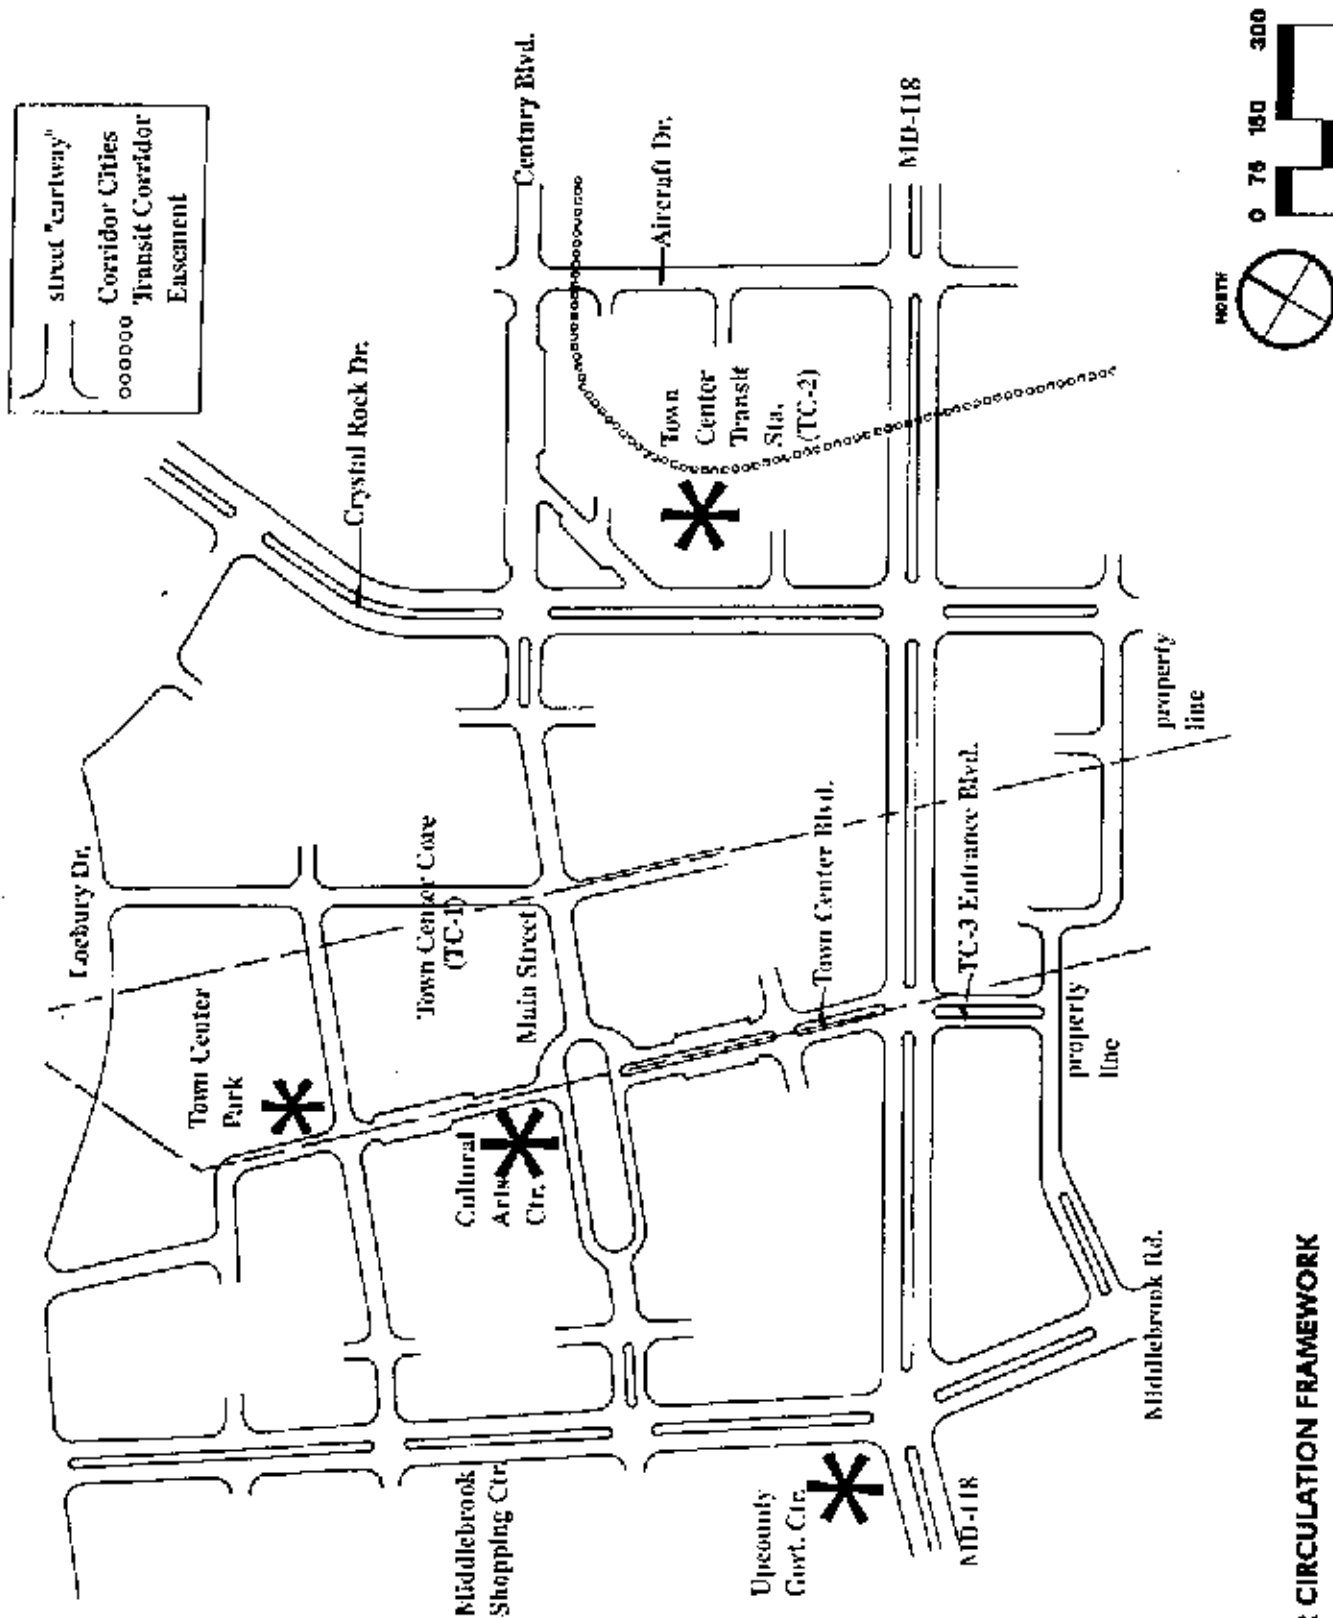 street "cartway"
Corridor Cities
Transit Corridor
Easement
oooooo
Century Blvd.
Aircraft Dr.
MD-118
Crystal Rock Dr.
Town
Center
Transit
Sta.
(TC-2)
0 75 150 300
NORTH
Locbury Dr.
Town Center Core
(TC-1)
Main Street
Town Center Blvd.
TC-3 Entrance Blvd.
property
line
property
line
Town Center
Park
Cultural
Arts
Ctr.
Middlebrook
Shopping Ctr.
Upcounty
Govt. Ctr.
MD-118
Middlebrook Rd.
CIRCULATION FRAMEWORK